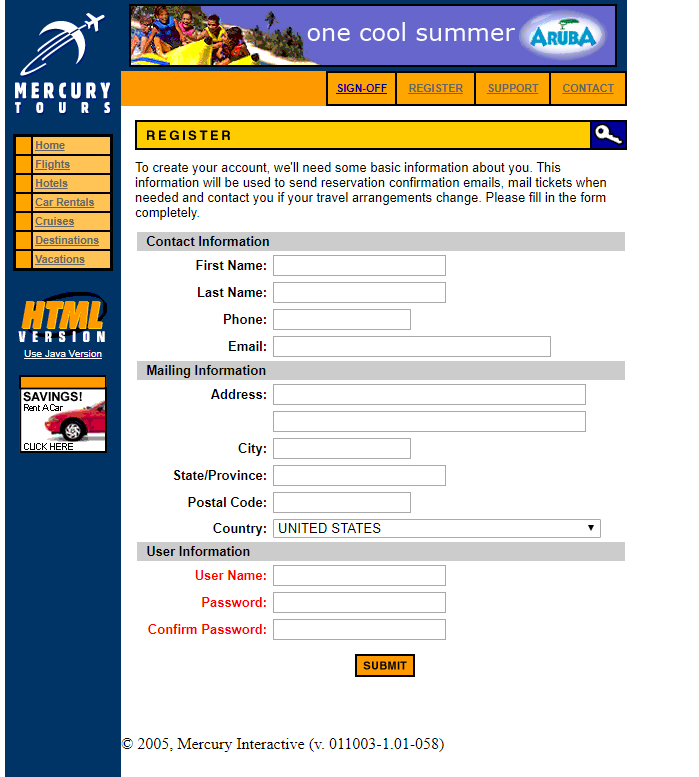 one cool summer
ARUBA
MERCURY
TOURS
SIGN-OFF
REGISTER
SUPPORT
CONTACT
Home
Flights
Hotels
Car Rentals
Cruises
Destinations
Vacations
HTML
VERSION
Use Java Version
SAVINGS!
Rent A Car
CLICK HERE
REGISTER
To create your account, we'll need some basic information about you. This
information will be used to send reservation confirmation emails, mail tickets when
needed and contact you if your travel arrangements change. Please fill in the form
completely.
Contact Information
First Name:
Last Name:
Phone:
Email:
Mailing Information
Address:
City:
State/Province:
Postal Code:
Country: UNITED STATES
User Information
User Name:
Password:
Confirm Password:
SUBMIT
© 2005, Mercury Interactive (v. 011003-1.01-058)